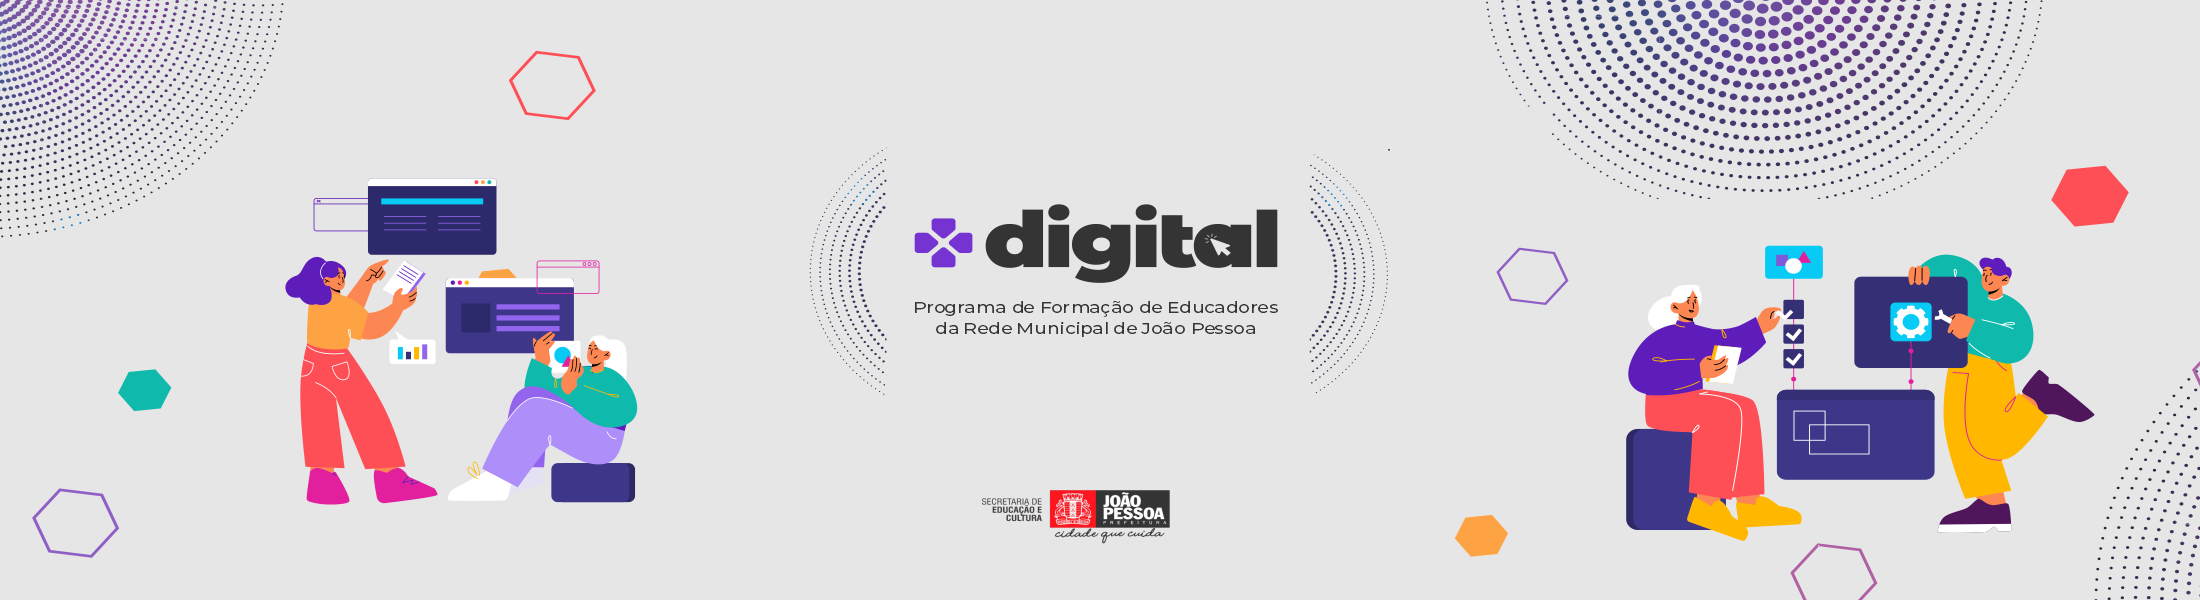 digital
Programa de Formação de Educadores
da Rede Municipal de João Pessoa
SECRETARIA DE
EDUCAÇÃO E
CULTURA
JOÃO
PESSOA
PREFEITURA
cidade que cuida